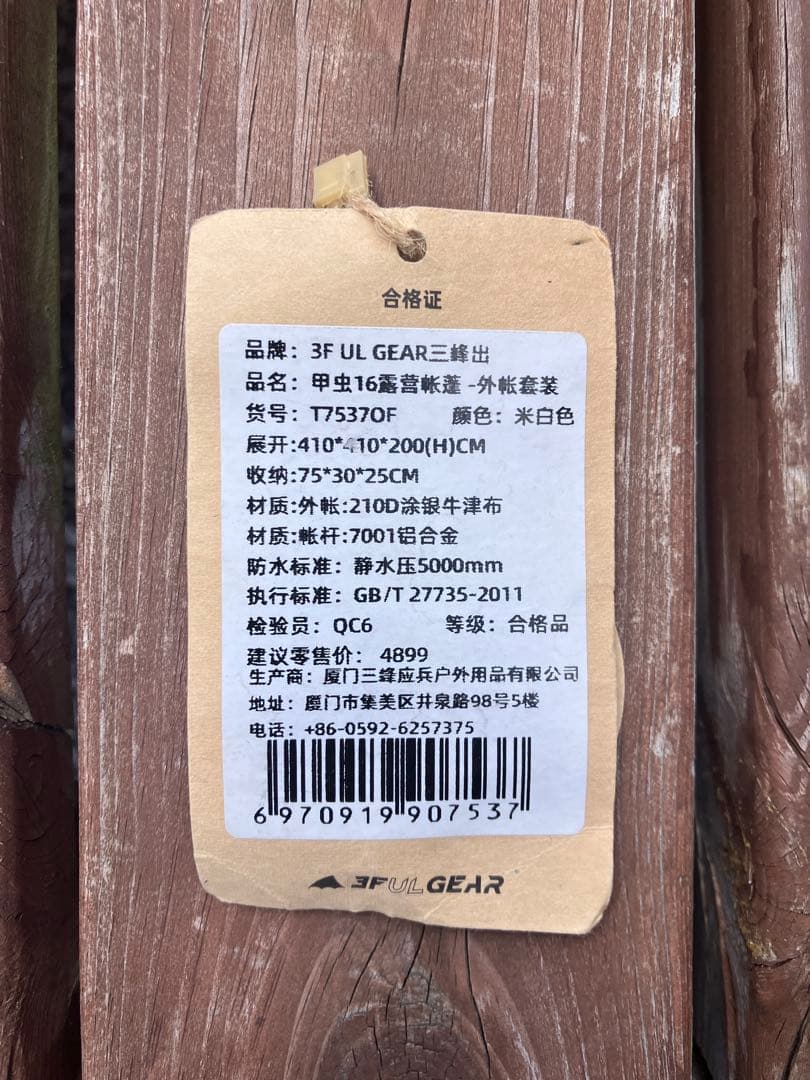 合格证
品牌：3F UL GEAR三峰出
品名：甲虫16露营帐蓬 -外帐套装
货号：T7537OF 颜色：米白色
展开:410*410*200(H)CM
收纳:75*30*25CM
材质:外帐:210D涂银牛津布
材质:帐杆:7001铝合金
防水标准：静水压5000mm
执行标准：GB/T 27735-2011
检验员：QC6 等级：合格品
建议零售价：4899
生产商：厦门三峰应兵户外用品有限公司
地址：厦门市集美区井泉路98号5楼
电话：+86-0592-6257375
6970919907537
3FULGEAR